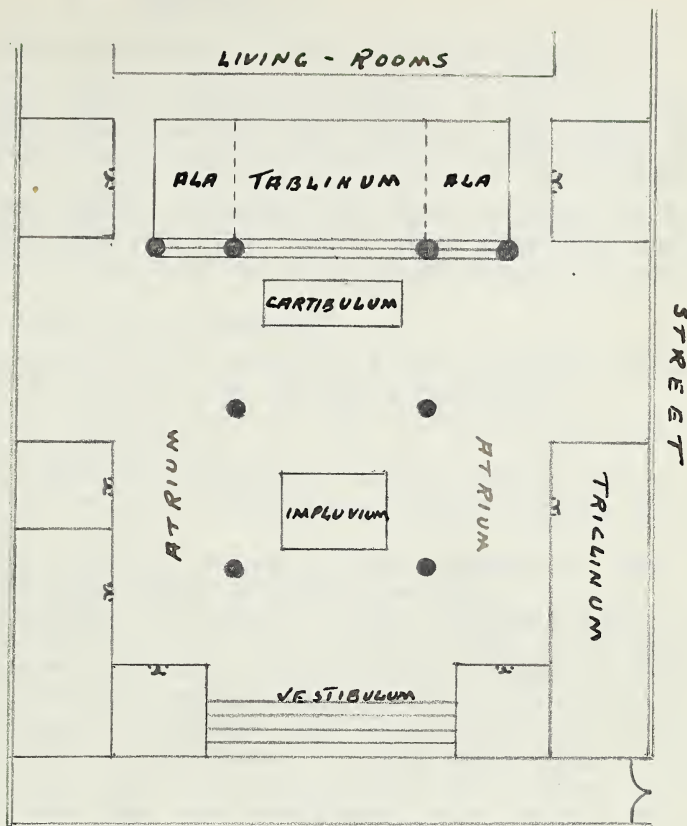 LIVING - ROOMS
ALA
TABLINUM
ALA
CARTIBULUM
STREET
ATRIUM
ATRIUM
IMPLUVIUM
TRICLINUM
VESTIBULUM